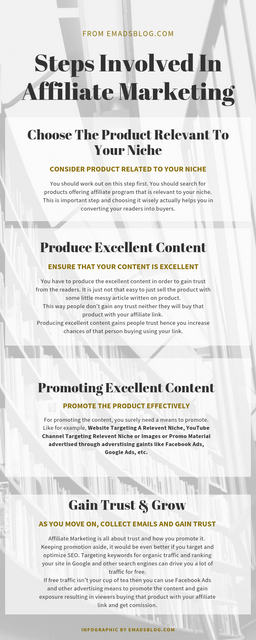 FROM EMADSBLOG.COM
Steps Involved In
Affiliate Marketing
Choose The Product Relevant To
Your Niche
CONSIDER PRODUCT RELATED TO YOUR NICHE
You should work out on this step first. You should search for
products offering affiliate program that is relevant to your niche.
This is important step and choosing it wisely actually helps you in
converting your readers into buyers.
Produce Excellent Content
ENSURE THAT YOUR CONTENT IS EXCELLENT
You have to produce the excellent content in order to gain trust
from the readers. It is just not that easy to just sell the product with
some little messy article written on product.
This way people don't gain any trust neither they will buy that
product with your affiliate link.
Producing excellent content gains people trust hence you increase
chances of that person buying using your link.
Promoting Excellent Content
PROMOTE THE PRODUCT EFFECTIVELY
For promoting the content, you surely need a means to promote.
Like for example, Website Targeting A Relevent Niche, YouTube
Channel Targeting Relevent Niche or Images or Promo Material
advertised through advertising gaints like Facebook Ads,
Google Ads, etc.
Gain Trust & Grow
AS YOU MOVE ON, COLLECT EMAILS AND GAIN TRUST
Affiliate Marketing is all about trust and how you promote it.
Keeping promotion aside, it would be even better if you target and
optimize SEO. Targeting keywords for organic traffic and ranking
your site in Google and other search engines can drive you a lot of
traffic for free.
If free traffic isn't your cup of tea then you can use Facebook Ads
and other advertising means to promote the content and gain
exposure resulting in viewers buying that product with your affiliate
link and get comission.
INFOGRAPHIC BY EMADSBLOG.COM